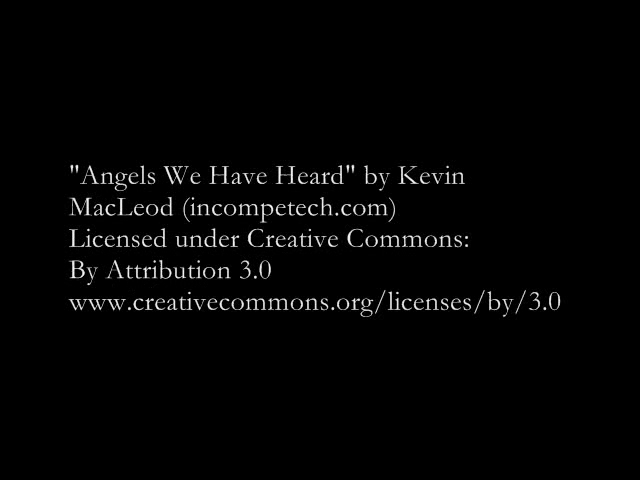 "Angels We Have Heard" by Kevin
MacLeod (incompetech.com)
Licensed under Creative Commons:
By Attribution 3.0
www.creativecommons.org/licenses/by/3.0